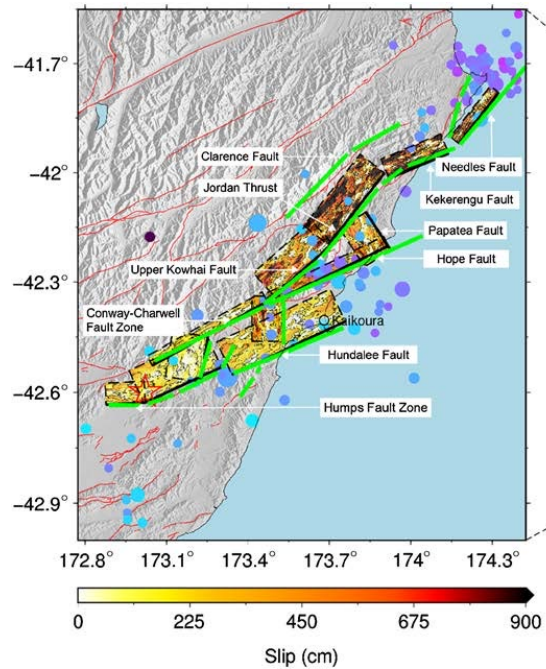 −41.7°
−42°
−42.3°
−42.6°
−42.9°
Clarence Fault
Jordan Thrust
Needles Fault
Kekerengu Fault
Papatea Fault
Hope Fault
Upper Kowhai Fault
Conway-Charwell
Fault Zone
Kaikoura
Hundalee Fault
Humps Fault Zone
172.8 173.1° 173.4° 173.7° 174° 174.3°
0 225 450 675 900
Slip (cm)